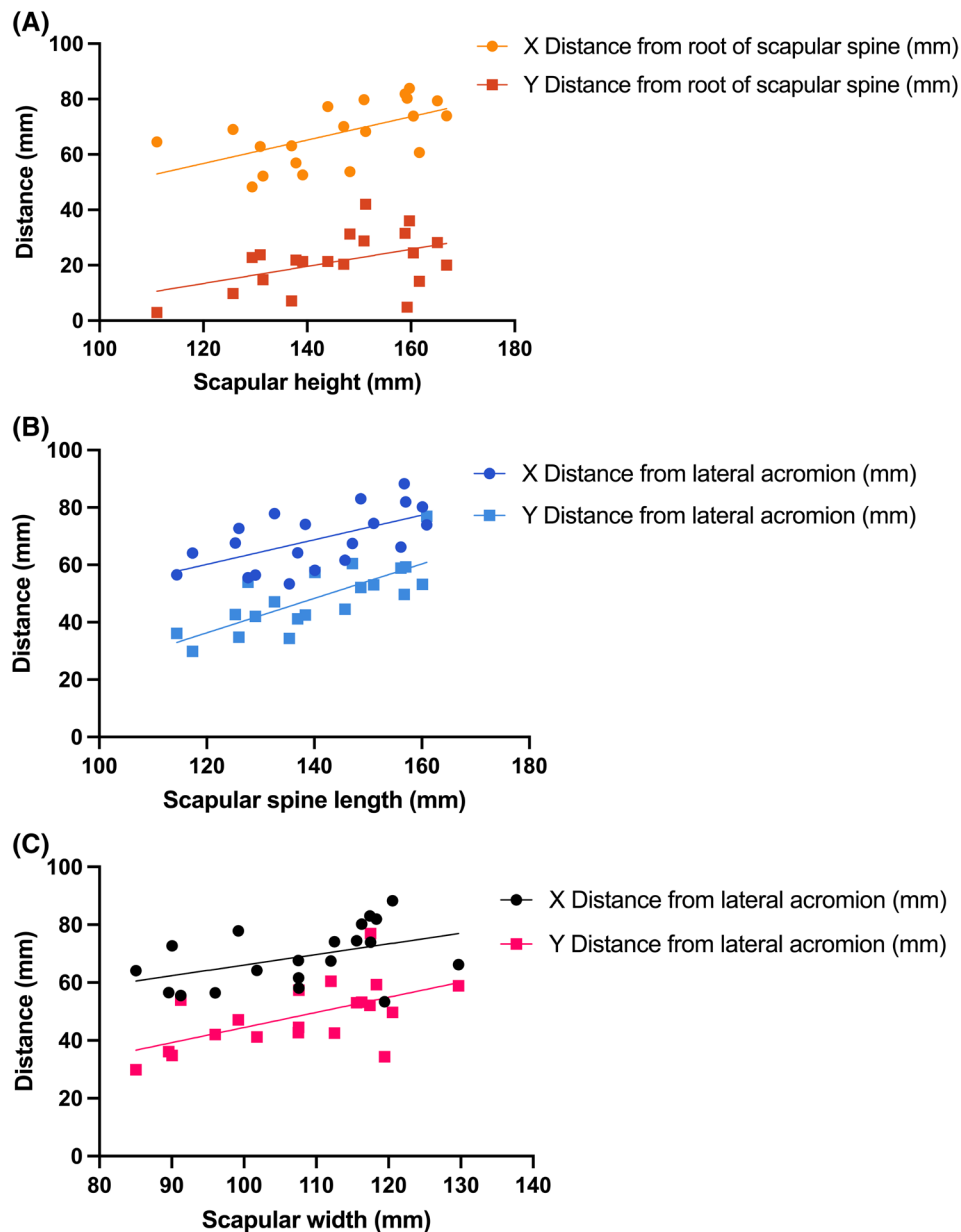 (A)
100
80
60
40
20
0
Distance (mm)
100 120 140 160 180
Scapular height (mm)
X Distance from root of scapular spine (mm)
Y Distance from root of scapular spine (mm)
(B)
100
80
60
40
20
0
Distance (mm)
100 120 140 160 180
Scapular spine length (mm)
X Distance from lateral acromion (mm)
Y Distance from lateral acromion (mm)
(C)
100
80
60
40
20
0
Distance (mm)
80 90 100 110 120 130 140
Scapular width (mm)
X Distance from lateral acromion (mm)
Y Distance from lateral acromion (mm)